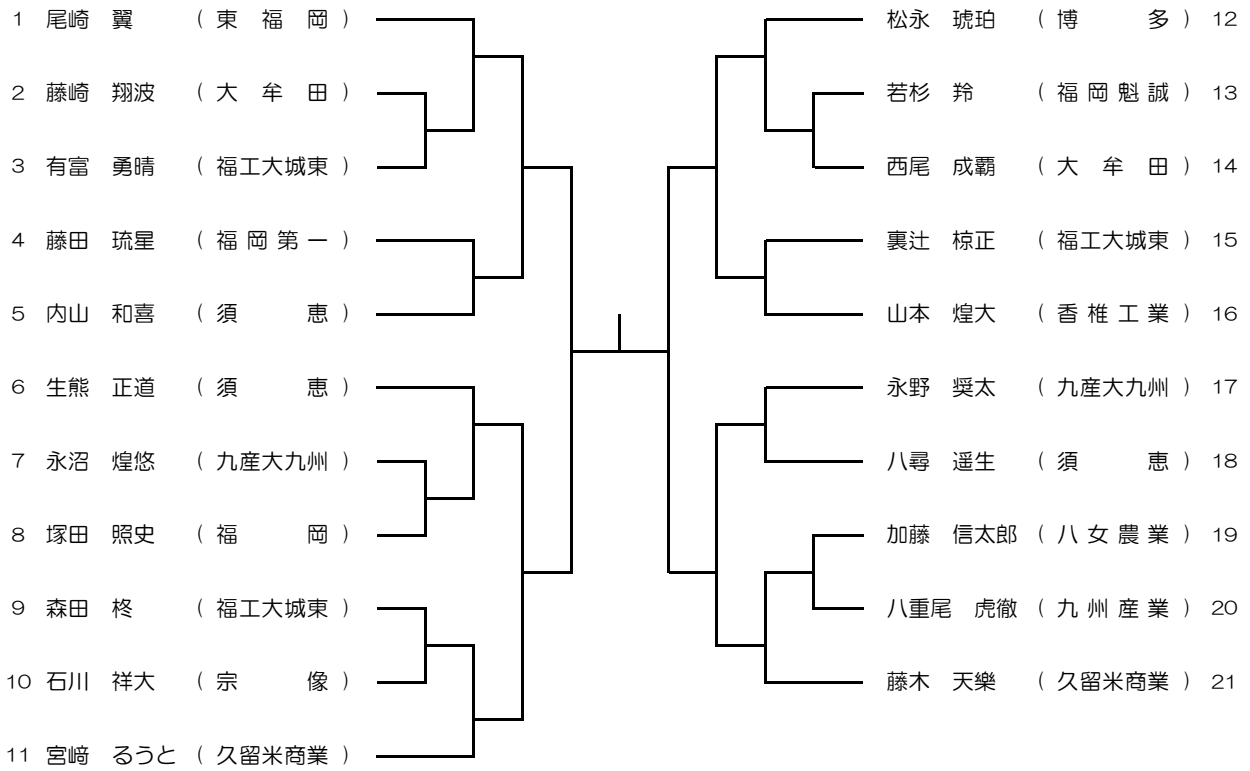 1 尾崎 翼 ( 東 福 岡 )
2 藤崎 翔波 ( 大 牟 田 )
3 有富 勇晴 ( 福工大城東 )
4 藤田 琉星 ( 福 岡 第 一 )
5 内山 和喜 ( 須 恵 )
6 生熊 正道 ( 須 恵 )
7 永沼 煌悠 ( 九産大九州 )
8 塚田 照史 ( 福 岡 )
9 森田 柊 ( 福工大城東 )
10 石川 祥大 ( 宗 像 )
11 宮﨑 るうと ( 久留米商業 )
松永 琥珀 ( 博 多 ) 12
若杉 羚 ( 福 岡 魁 誠 ) 13
西尾 成覇 ( 大 牟 田 ) 14
裏辻 椋正 ( 福工大城東 ) 15
山本 煌大 ( 香 椎 工 業 ) 16
永野 奨太 ( 九産大九州 ) 17
八尋 遥生 ( 須 恵 ) 18
加藤 信太郎 ( 八 女 農 業 ) 19
八重尾 虎徹 ( 九 州 産 業 ) 20
藤木 天樂 ( 久留米商業 ) 21